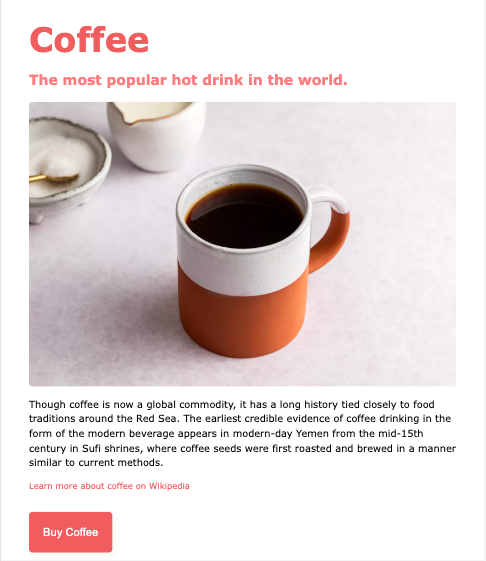 Coffee
The most popular hot drink in the world.
Though coffee is now a global commodity, it has a long history tied closely to food
traditions around the Red Sea. The earliest credible evidence of coffee drinking in the
form of the modern beverage appears in modern-day Yemen from the mid-15th
century in Sufi shrines, where coffee seeds were first roasted and brewed in a manner
similar to current methods.
Learn more about coffee on Wikipedia
Buy Coffee